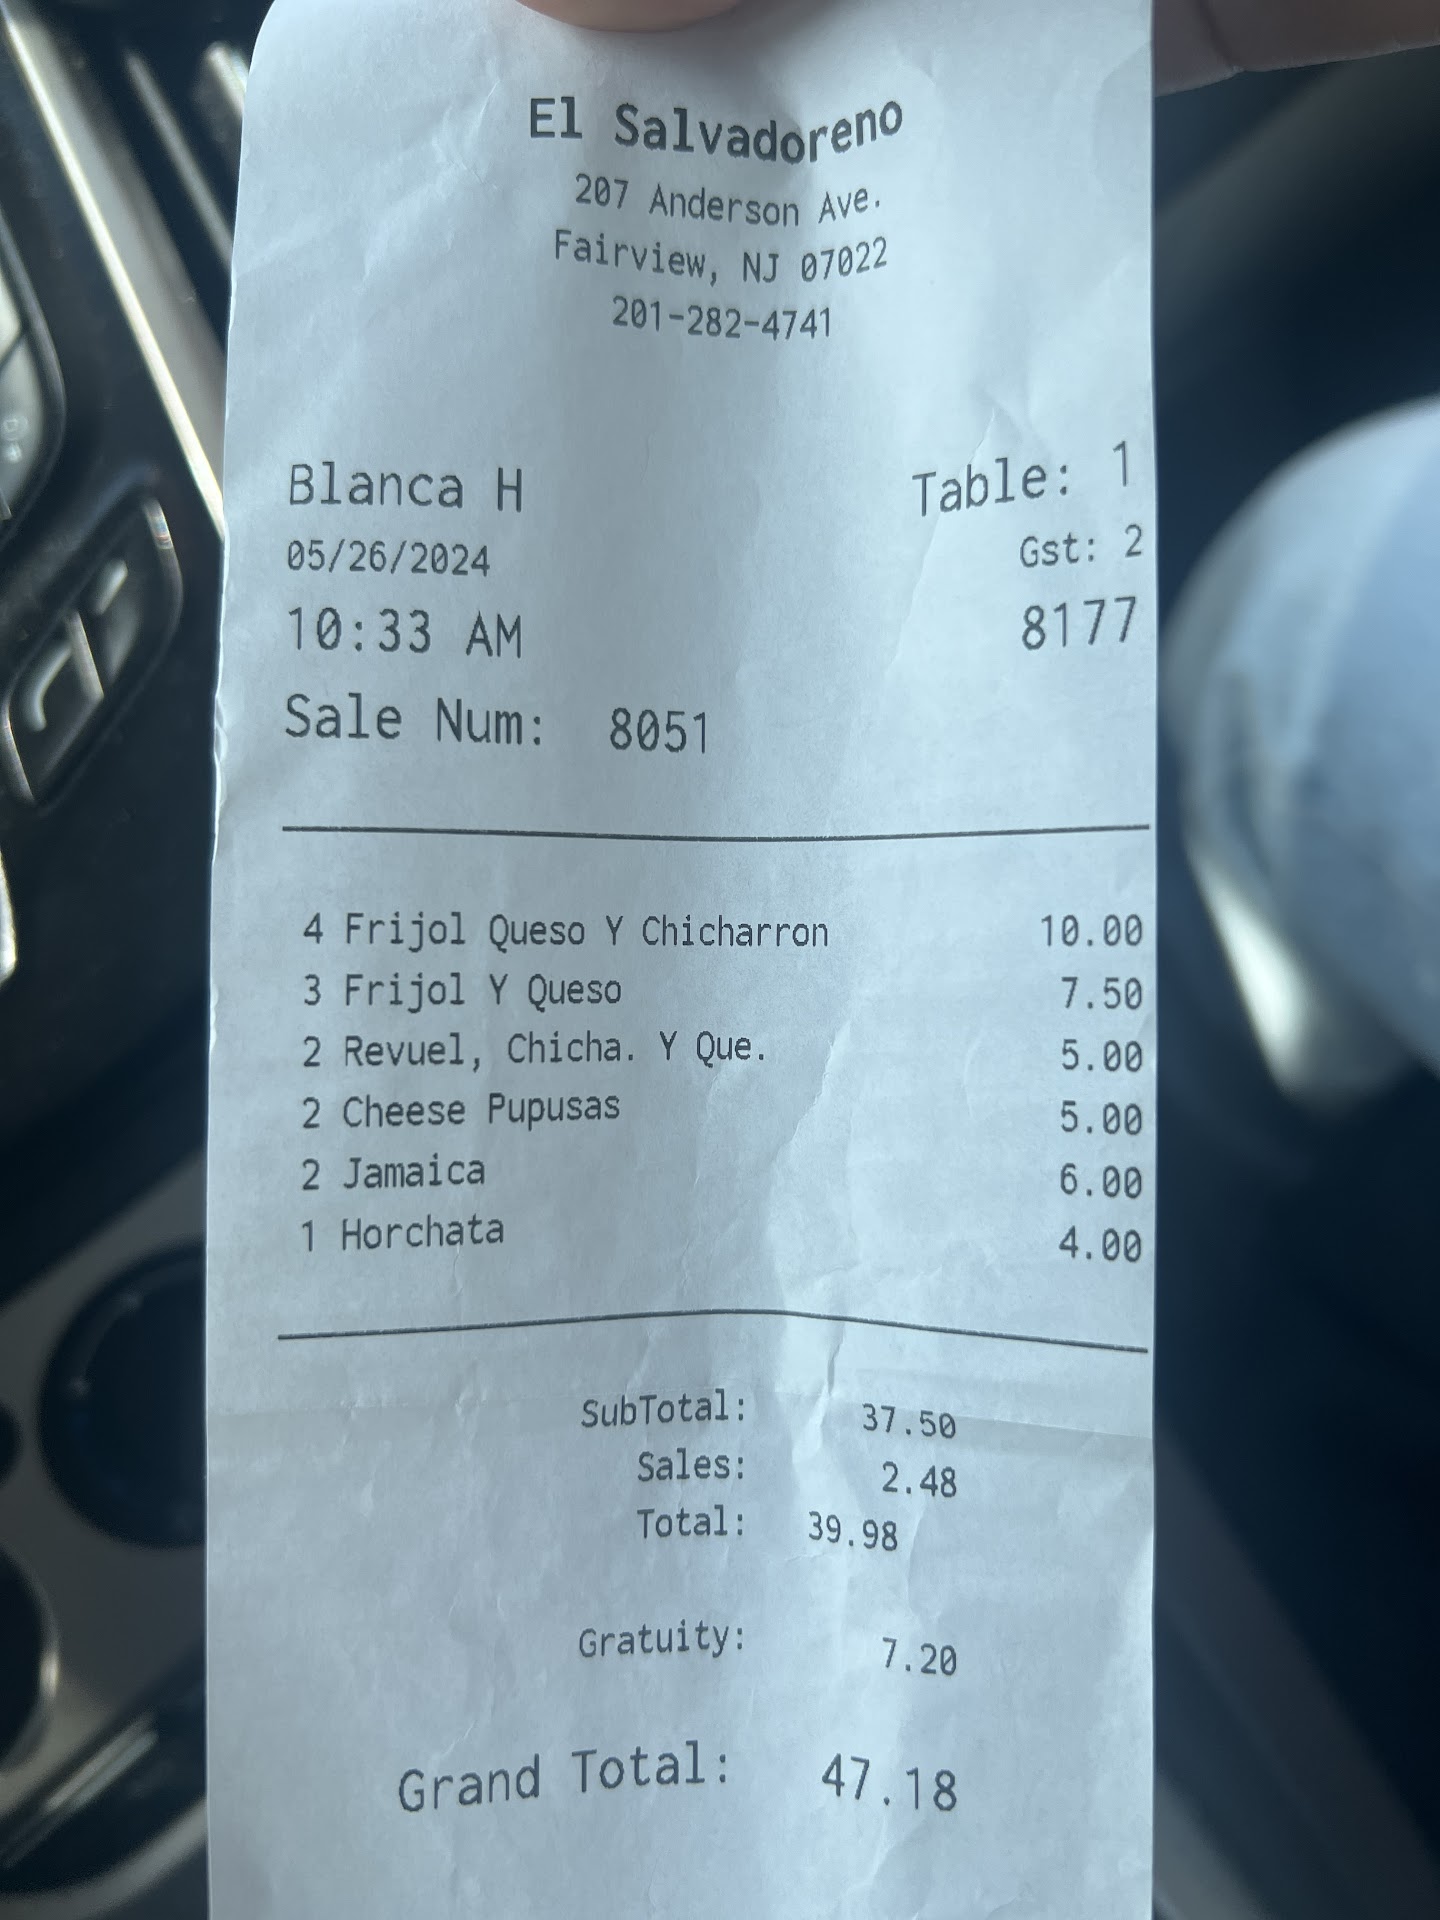 El Salvadoreno
207 Anderson Ave.
Fairview, NJ 07022
201-282-4741
Blanca H Table: 1
05/26/2024 Gst: 2
10:33 AM 8177
Sale Num: 8051
4 Frijol Queso Y Chicharron 10.00
3 Frijol Y Queso 7.50
2 Revuel, Chicha. Y Que. 5.00
2 Cheese Pupusas 5.00
2 Jamaica 6.00
1 Horchata 4.00
SubTotal: 37.50
Sales: 2.48
Total: 39.98
Gratuity: 7.20
Grand Total: 47.18